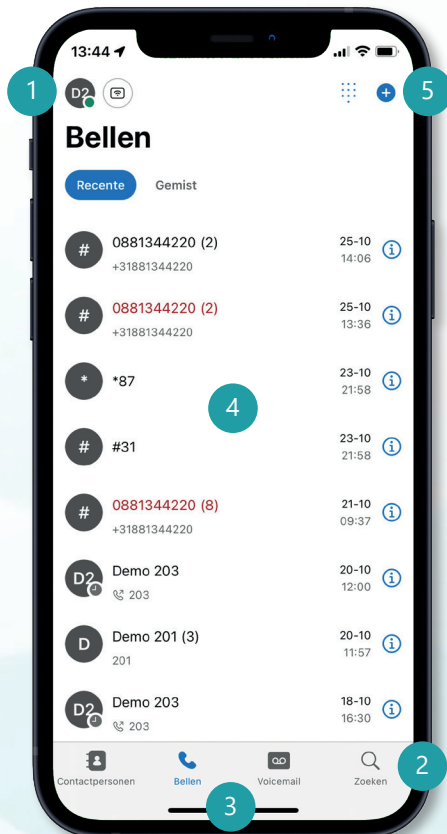 13:44
1
D2
5
Bellen
Recente Gemist
# 0881344220 (2) 25-10
+31881344220 14:06
# 0881344220 (2) 25-10
+31881344220 13:36
* *87 23-10
21:58
4
# #31 23-10
21:58
# 0881344220 (8) 21-10
+31881344220 09:37
D2 Demo 203 20-10
203 12:00
D Demo 201 (3) 20-10
201 11:57
D2 Demo 203 18-10
203 16:30
2
Contactpersonen Bellen Voicemail Zoeken
3